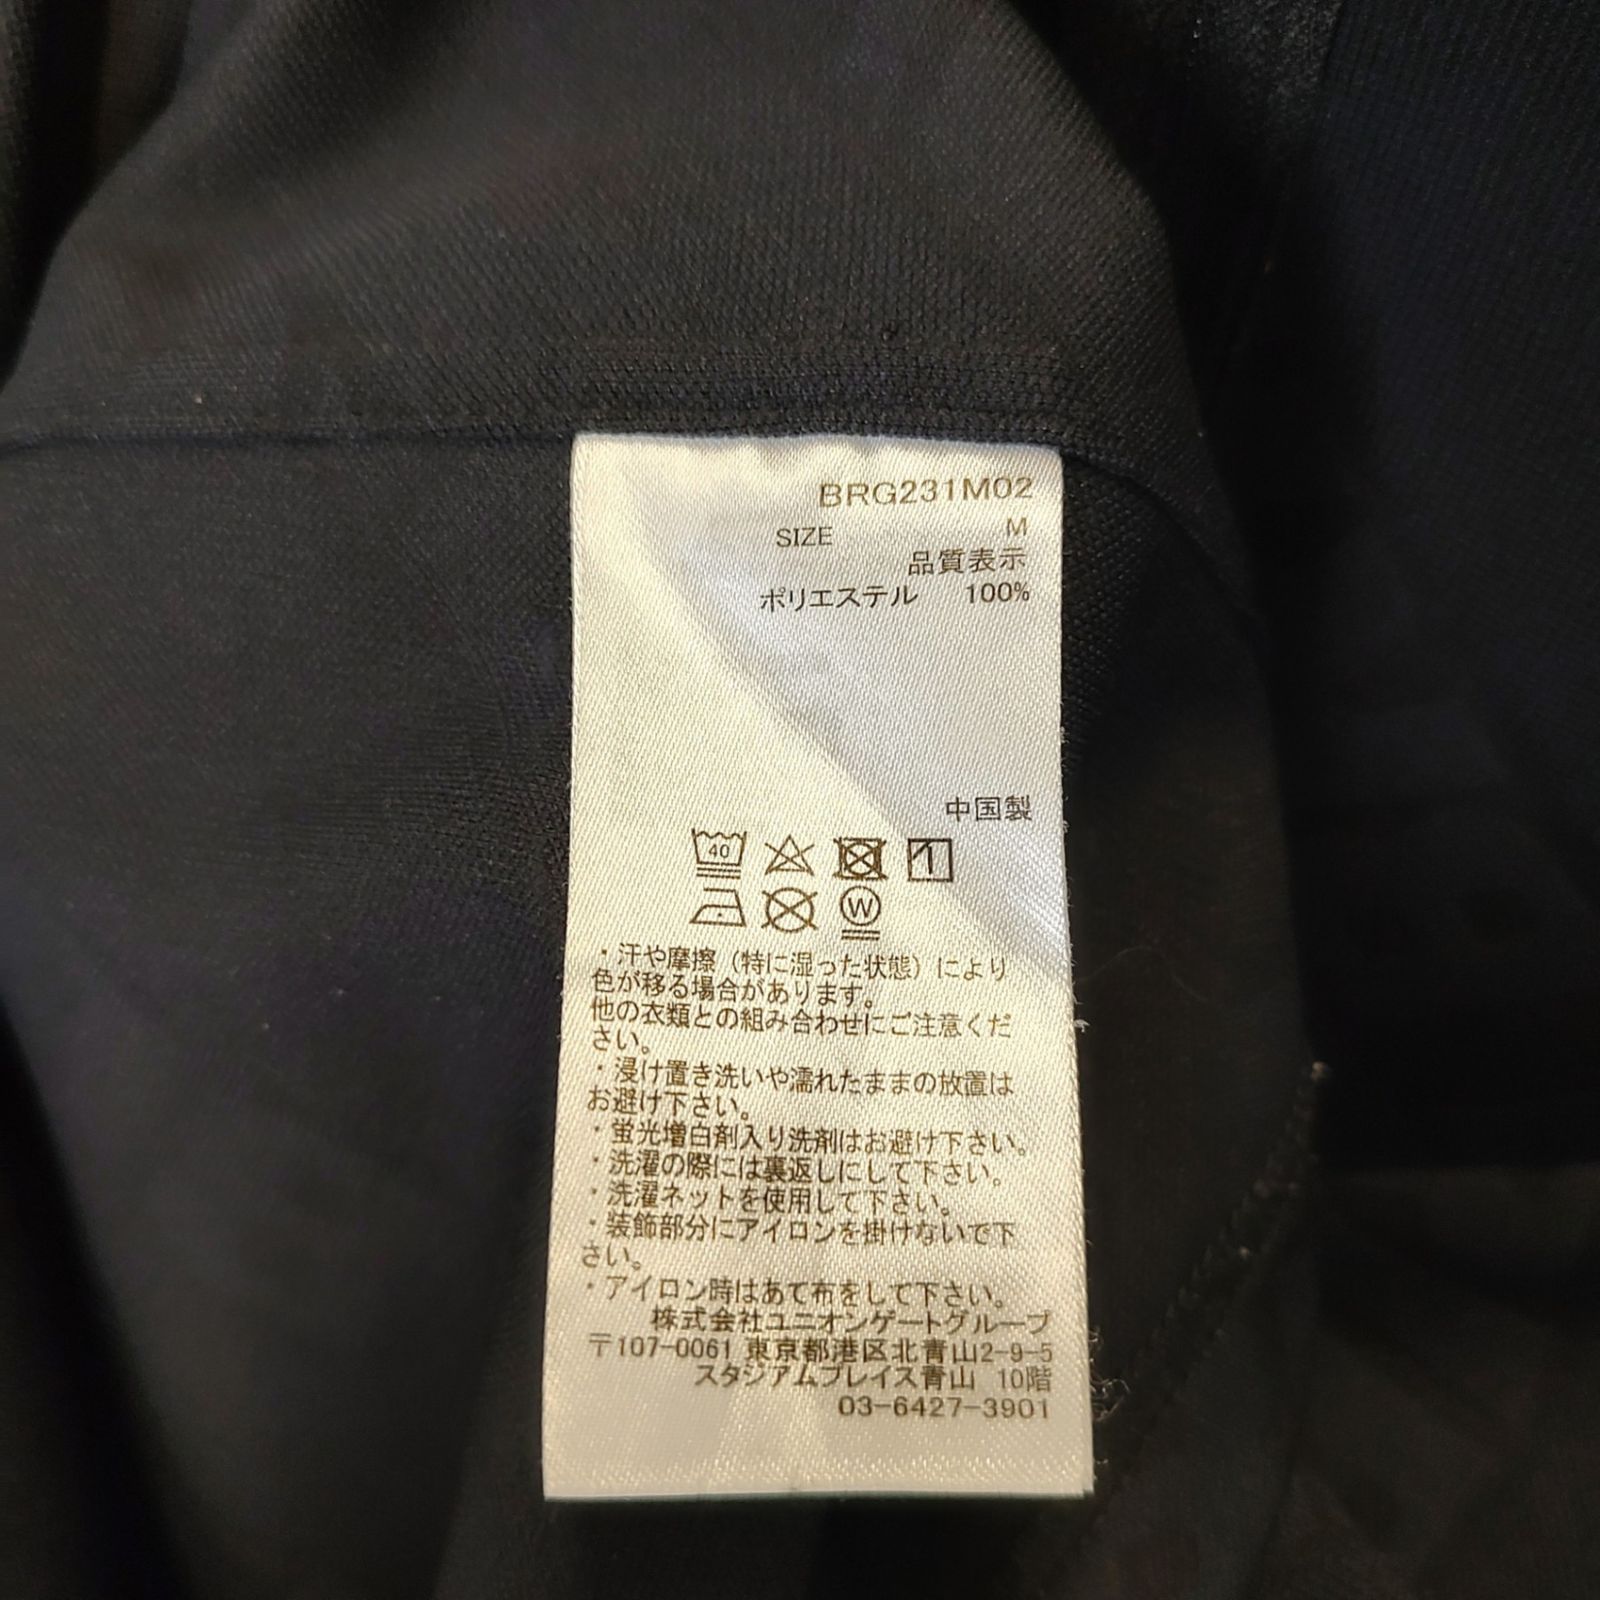 BRG231M02
SIZE M
品質表示
ポリエステル 100%
中国製
40
W
・汗や摩擦（特に湿った状態）により
色が移る場合があります。
他の衣類との組み合わせにご注意くだ
さい。
・浸け置き洗いや濡れたままの放置は
お避け下さい。
・蛍光増白剤入り洗剤はお避け下さい。
・洗濯の際には裏返しにして下さい。
・洗濯ネットを使用して下さい。
・装飾部分にアイロンを掛けないで下
さい。
・アイロン時はあて布をして下さい。
株式会社ユニオンゲートグループ
〒107-0061 東京都港区北青山2-9-5
スタジアムプレイス青山 10階
03-6427-3901